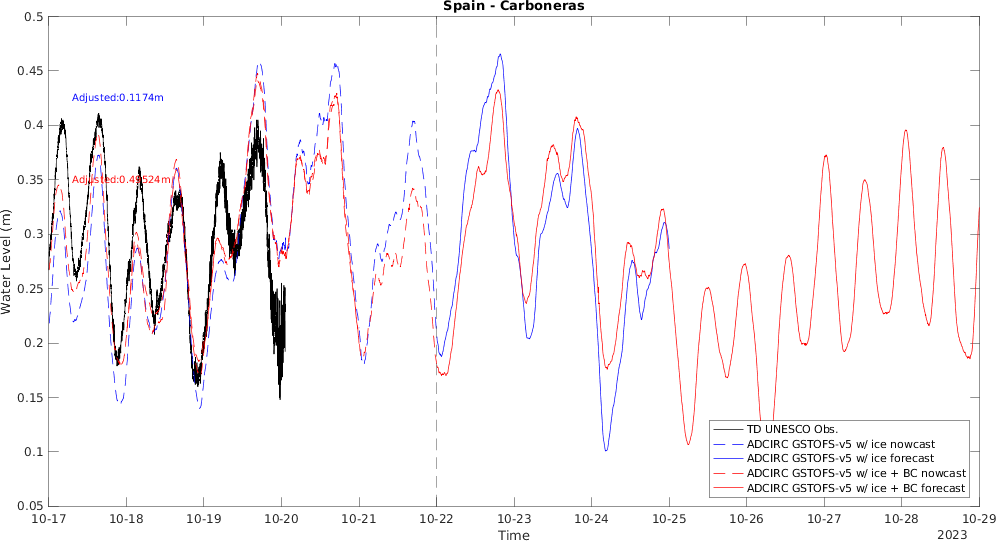 Spain - Carboneras
0.5
0.45
0.4
0.35
0.3
0.25
0.2
0.15
0.1
0.05
Water Level (m)
Adjusted:0.1174m
TD UNESCO Obs.
ADCIRC GSTOFS-v5 w/ ice nowcast
ADCIRC GSTOFS-v5 w/ ice forecast
ADCIRC GSTOFS-v5 w/ ice + BC nowcast
ADCIRC GSTOFS-v5 w/ ice + BC forecast
10-17 10-18 10-19 10-20 10-21 10-22 10-23 10-24 10-25 10-26 10-27 10-28 10-29
Time
2023